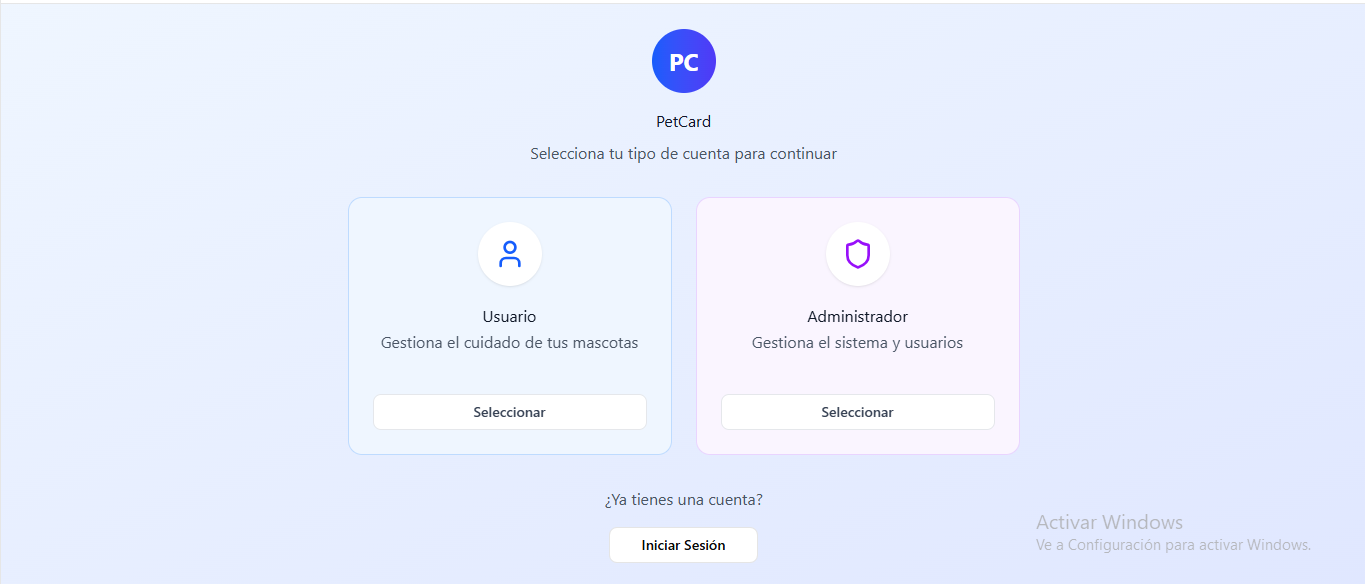 PC
PetCard
Selecciona tu tipo de cuenta para continuar
Usuario
Gestiona el cuidado de tus mascotas
Seleccionar
Administrador
Gestiona el sistema y usuarios
Seleccionar
¿Ya tienes una cuenta?
Iniciar Sesión
Activar Windows
Ve a Configuración para activar Windows.